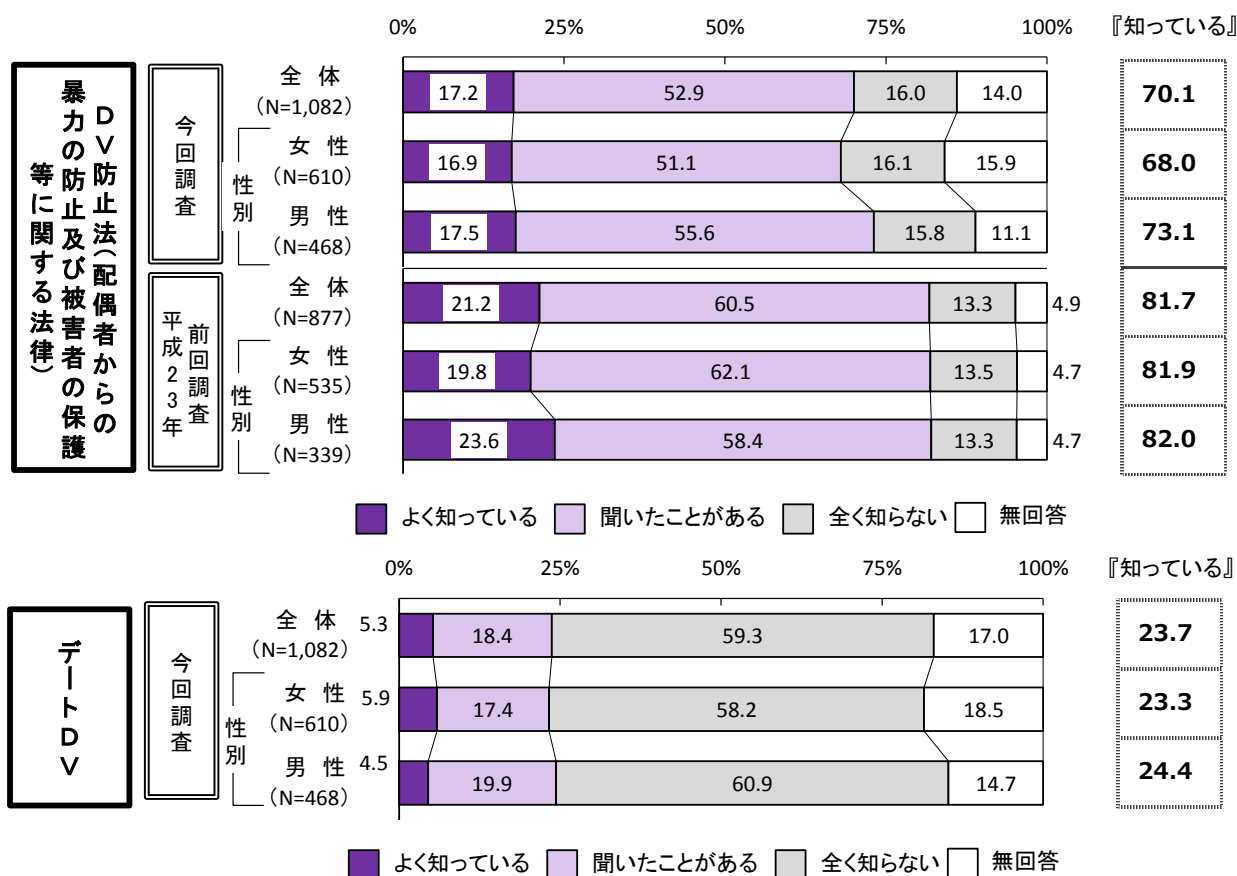 0% 25% 50% 75% 100% 『知っている』
DV防止法(配偶者からの
暴力の防止及び被害者の保護
等に関する法律)
今回調査
全 体
(N=1,082)
17.2 52.9 16.0 14.0 70.1
性別
女 性
(N=610)
16.9 51.1 16.1 15.9 68.0
男 性
(N=468)
17.5 55.6 15.8 11.1 73.1
前回調査
平成23年
全 体
(N=877)
21.2 60.5 13.3 4.9 81.7
性別
女 性
(N=535)
19.8 62.1 13.5 4.7 81.9
男 性
(N=339)
23.6 58.4 13.3 4.7 82.0
よく知っている 聞いたことがある 全く知らない 無回答
0% 25% 50% 75% 100% 『知っている』
デートDV
今回調査
全 体
(N=1,082)
5.3 18.4 59.3 17.0 23.7
性別
女 性
(N=610)
5.9 17.4 58.2 18.5 23.3
男 性
(N=468)
4.5 19.9 60.9 14.7 24.4
よく知っている 聞いたことがある 全く知らない 無回答